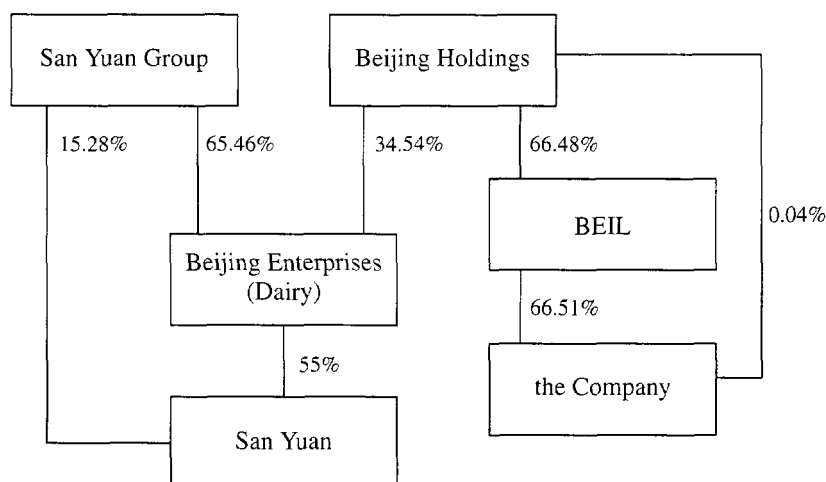 San Yuan Group
Beijing Holdings
15.28%
65.46%
34.54%
66.48%
0.04%
BEIL
Beijing Enterprises
(Dairy)
66.51%
55%
the Company
San Yuan